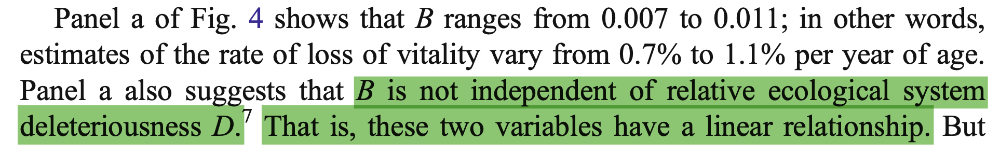 Panel a of Fig. 4 shows that B ranges from 0.007 to 0.011; in other words,
estimates of the rate of loss of vitality vary from 0.7% to 1.1% per year of age.
Panel a also suggests that B is not independent of relative ecological system
deleteriousness D.7 That is, these two variables have a linear relationship. But